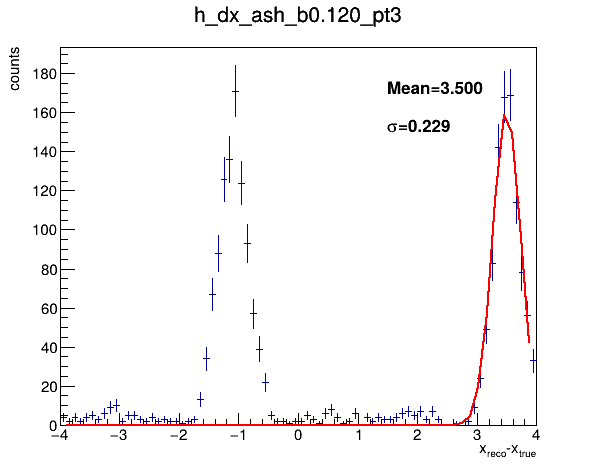 h_dx_ash_b0.120_pt3
counts
180
160
140
120
100
80
60
40
20
0
Mean=3.500
σ=0.229
−4 −3 −2 −1 0 1 2 3 4
x_reco-x_true